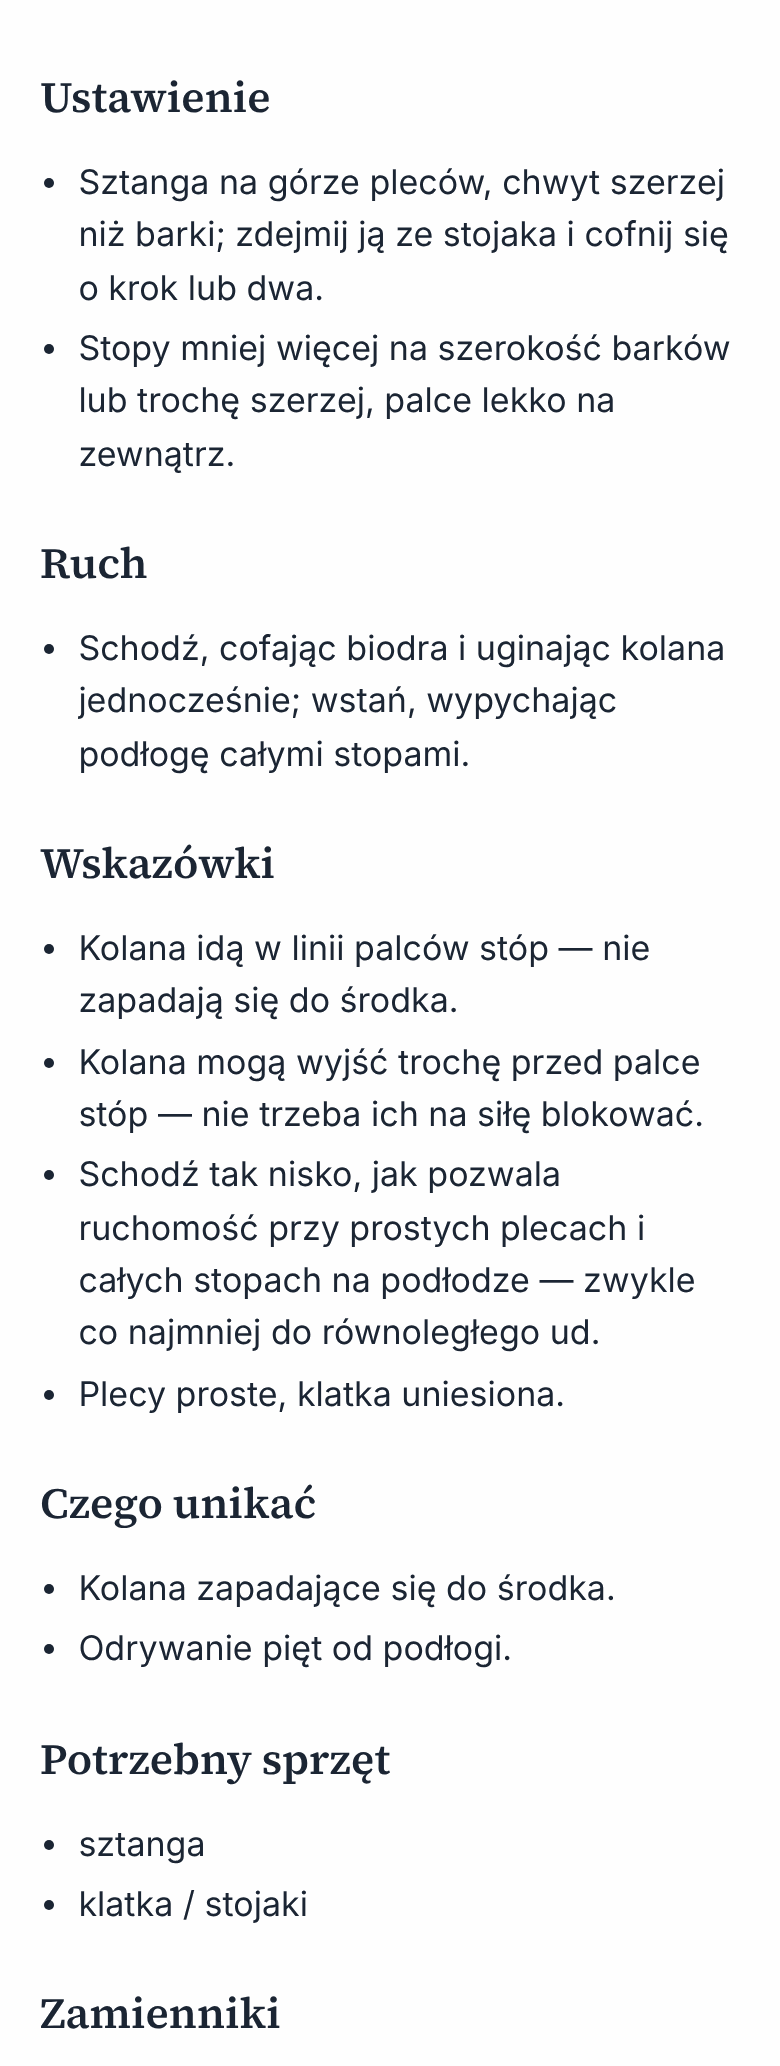 Ustawienie
• Sztanga na górze pleców, chwyt szerzej
niż barki; zdejmij ją ze stojaka i cofnij się
o krok lub dwa.
• Stopy mniej więcej na szerokość barków
lub trochę szerzej, palce lekko na
zewnątrz.
Ruch
• Schodź, cofając biodra i uginając kolana
jednocześnie; wstań, wypychając
podłogę całymi stopami.
Wskazówki
• Kolana idą w linii palców stóp — nie
zapadają się do środka.
• Kolana mogą wyjść trochę przed palce
stóp — nie trzeba ich na siłę blokować.
• Schodź tak nisko, jak pozwala
ruchomość przy prostych plecach i
całych stopach na podłodze — zwykle
co najmniej do równoległego ud.
• Plecy proste, klatka uniesiona.
Czego unikać
• Kolana zapadające się do środka.
• Odrywanie pięt od podłogi.
Potrzebny sprzęt
• sztanga
• klatka / stojaki
Zamienniki